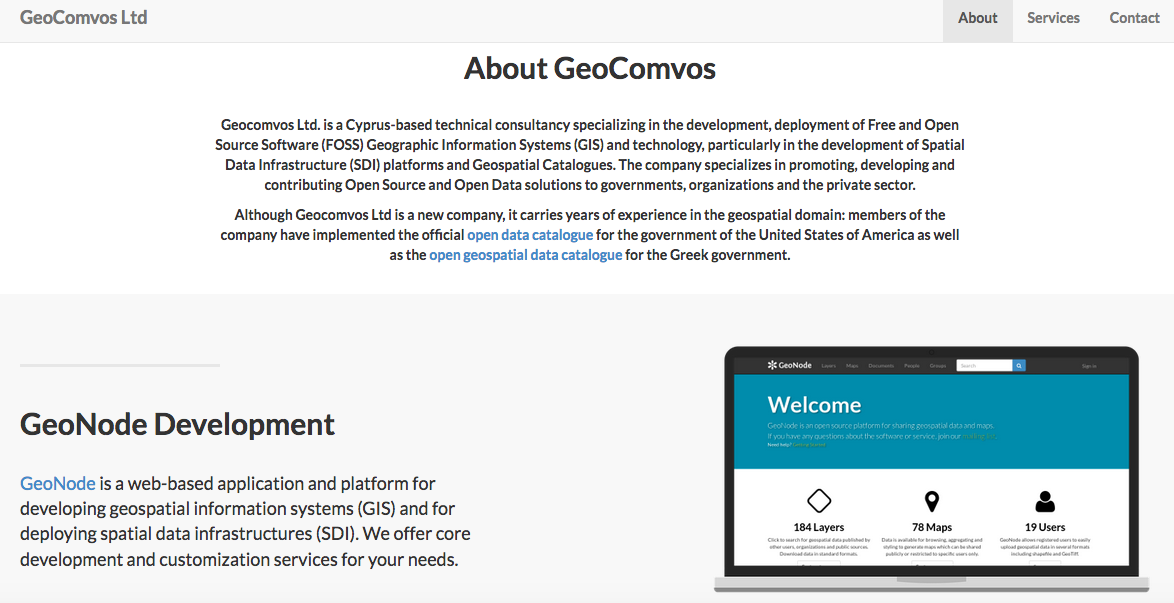 GeoComvos Ltd
About
Services
Contact
About GeoComvos
Geocomvos Ltd. is a Cyprus-based technical consultancy specializing in the development, deployment of Free and Open
Source Software (FOSS) Geographic Information Systems (GIS) and technology, particularly in the development of Spatial
Data Infrastructure (SDI) platforms and Geospatial Catalogues. The company specializes in promoting, developing and
contributing Open Source and Open Data solutions to governments, organizations and the private sector.
Although Geocomvos Ltd is a new company, it carries years of experience in the geospatial domain: members of the
company have implemented the official open data catalogue for the government of the United States of America as well
as the open geospatial data catalogue for the Greek government.
GeoNode Development
GeoNode is a web-based application and platform for
developing geospatial information systems (GIS) and for
deploying spatial data infrastructures (SDI). We offer core
development and customization services for your needs.
GeoNode
Layers
Maps
Documents
People
Groups
Search
Sign in
Welcome
GeoNode is an open source platform for sharing geospatial data and maps.
If you have any questions about the software or service, join our
Need help?
184 Layers
Click to search for geospatial data published by
other users, organizations and public sources.
Download data in standard formats.
78 Maps
Data is available for browsing, aggregating and
styling to generate maps which can be shared
publicly or restricted to specific users only.
19 Users
GeoNode allows registered users to easily
upload geospatial data in several formats
including shapefile and GeoTiff.